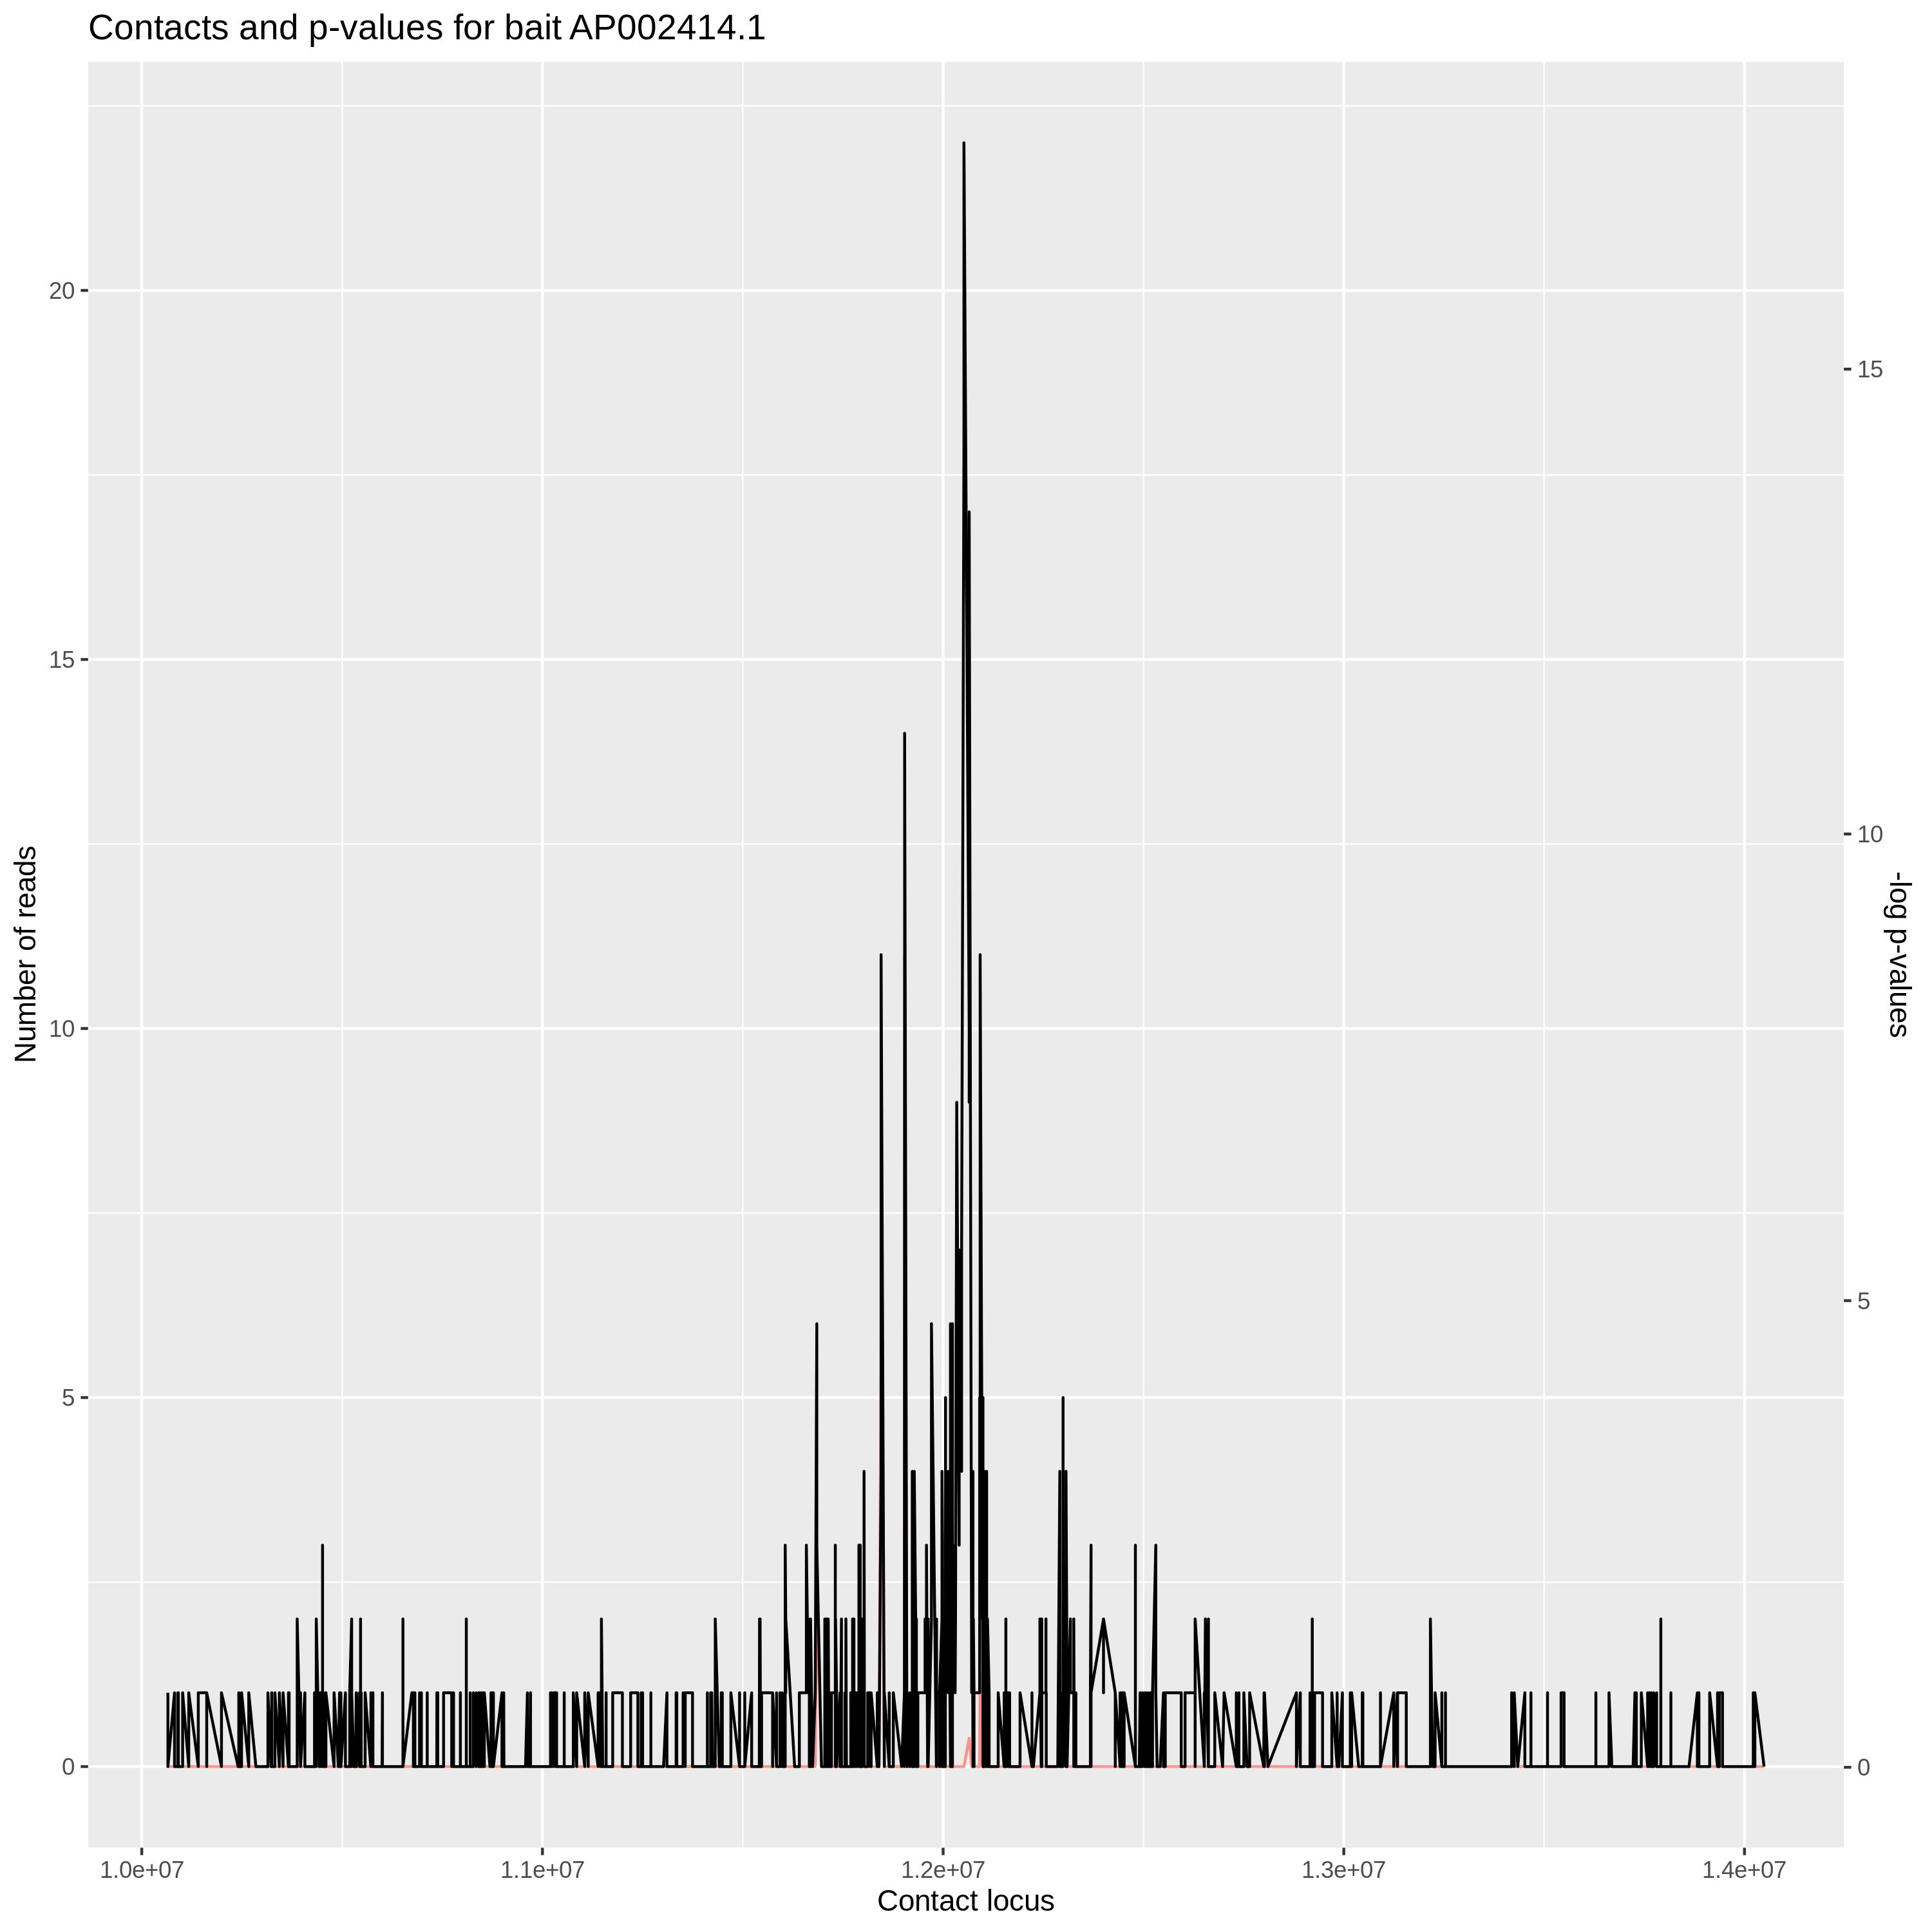 Contacts and p-values for bait AP002414.1
Number of reads
20
15
10
5
0
15
10
5
0
-log p-values
1.0e+07 1.1e+07 1.2e+07 1.3e+07 1.4e+07
Contact locus